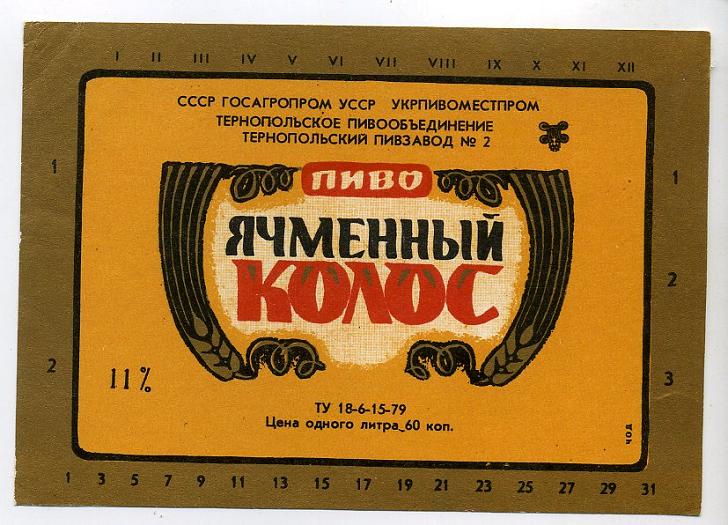 I II III IV V VI VII VIII IX X XI XII
СССР ГОСАГРОПРОМ УССР УКРПИВОМЕСТПРОМ
ТЕРНОПОЛЬСКОЕ ПИВООБЪЕДИНЕНИЕ
ТЕРНОПОЛЬСКИЙ ПИВЗАВОД № 2
1
1
ПИВО
ЯЧМЕННЫЙ
КОЛОС
2
2
3
11%
ТУ 18-6-15-79
Цена одного литра 60 коп.
ЧОД
1 3 5 7 9 11 13 15 17 19 21 23 25 27 29 31